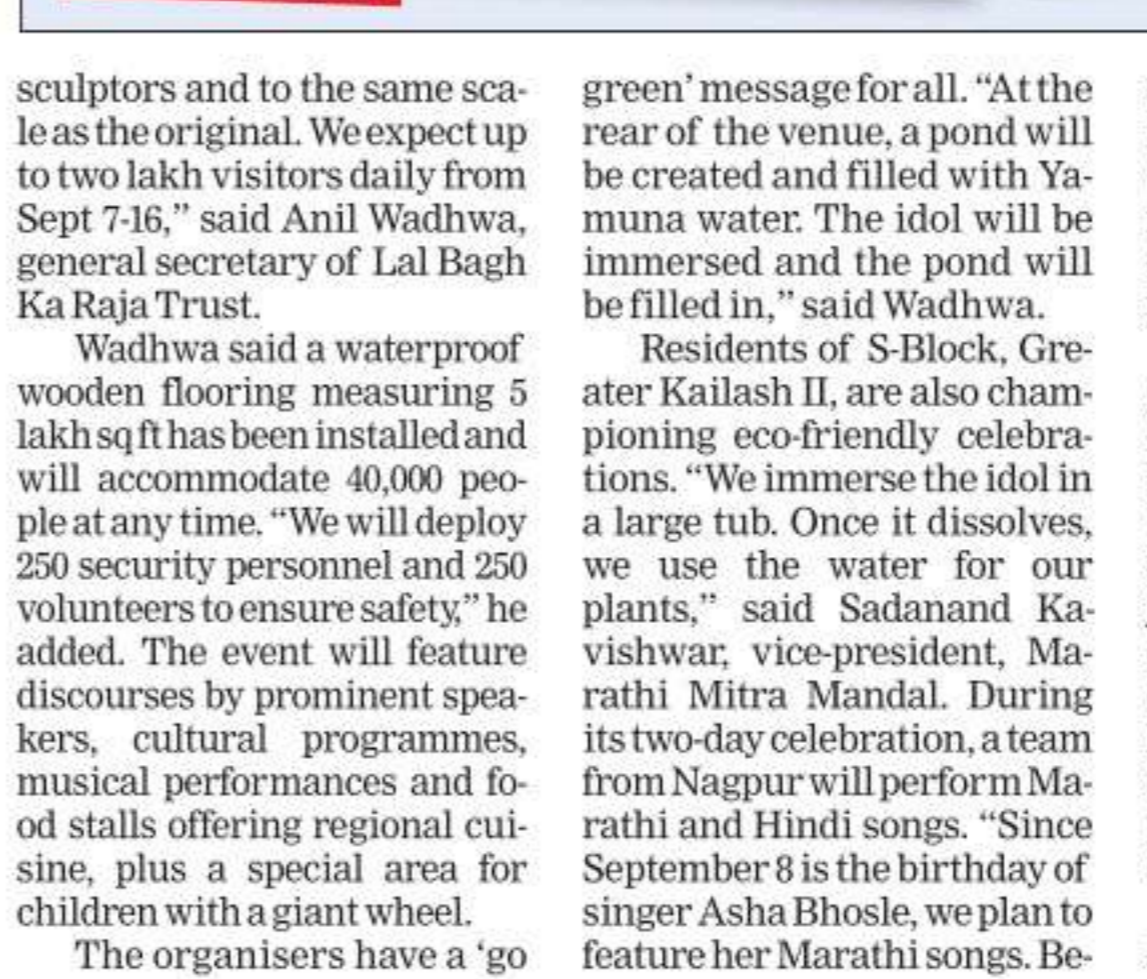 sculptors and to the same sca-
le as the original. We expect up
to two lakh visitors daily from
Sept 7-16,” said Anil Wadhwa,
general secretary of Lal Bagh
Ka Raja Trust.
Wadhwa said a waterproof
wooden flooring measuring 5
lakh sq ft has been installed and
will accommodate 40,000 peo-
ple at any time. “We will deploy
250 security personnel and 250
volunteers to ensure safety,” he
added. The event will feature
discourses by prominent spea-
kers, cultural programmes,
musical performances and fo-
od stalls offering regional cui-
sine, plus a special area for
children with a giant wheel.
The organisers have a ‘go
green’ message for all. “At the
rear of the venue, a pond will
be created and filled with Ya-
muna water. The idol will be
immersed and the pond will
be filled in,” said Wadhwa.
Residents of S-Block, Gre-
ater Kailash II, are also cham-
pioning eco-friendly celebra-
tions. “We immerse the idol in
a large tub. Once it dissolves,
we use the water for our
plants,” said Sadanand Ka-
vishwar, vice-president, Ma-
rathi Mitra Mandal. During
its two-day celebration, a team
from Nagpur will perform Ma-
rathi and Hindi songs. “Since
September 8 is the birthday of
singer Asha Bhosle, we plan to
feature her Marathi songs. Be-